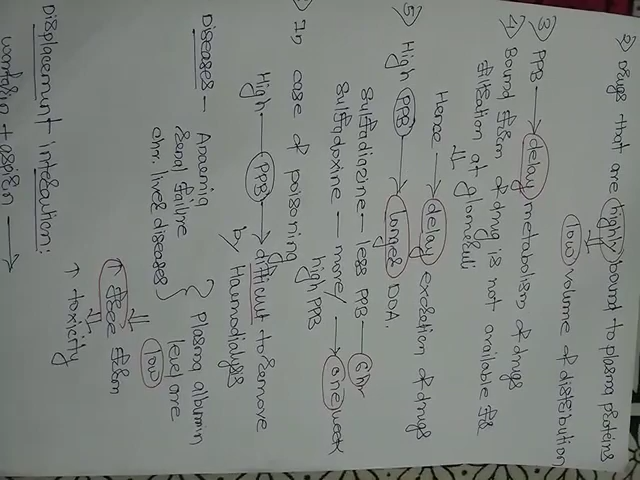 2) Drugs that are highly bound to plasma proteins
⇓
low volume of distribution
3) PPB → delay metabolism of drugs
4) Bound form of drug is not available for
filtration at glomeruli
⇓
Hence → delay excretion of drugs
5) High PPB → longer DOA.
Sulfadiazine - less PPB - 6hr
Sulfadoxine - more/ → one week
high PPB
In case of poisoning
High — PPB → difficult to remove
by Haemodialysis
Diseases - Anaemia
renal failure
chr. liver diseases } Plasma albumin
level are
low
⇓
↑ free form
⇓
↑ toxicity
Displacement interaction:
warfarin + aspirin →